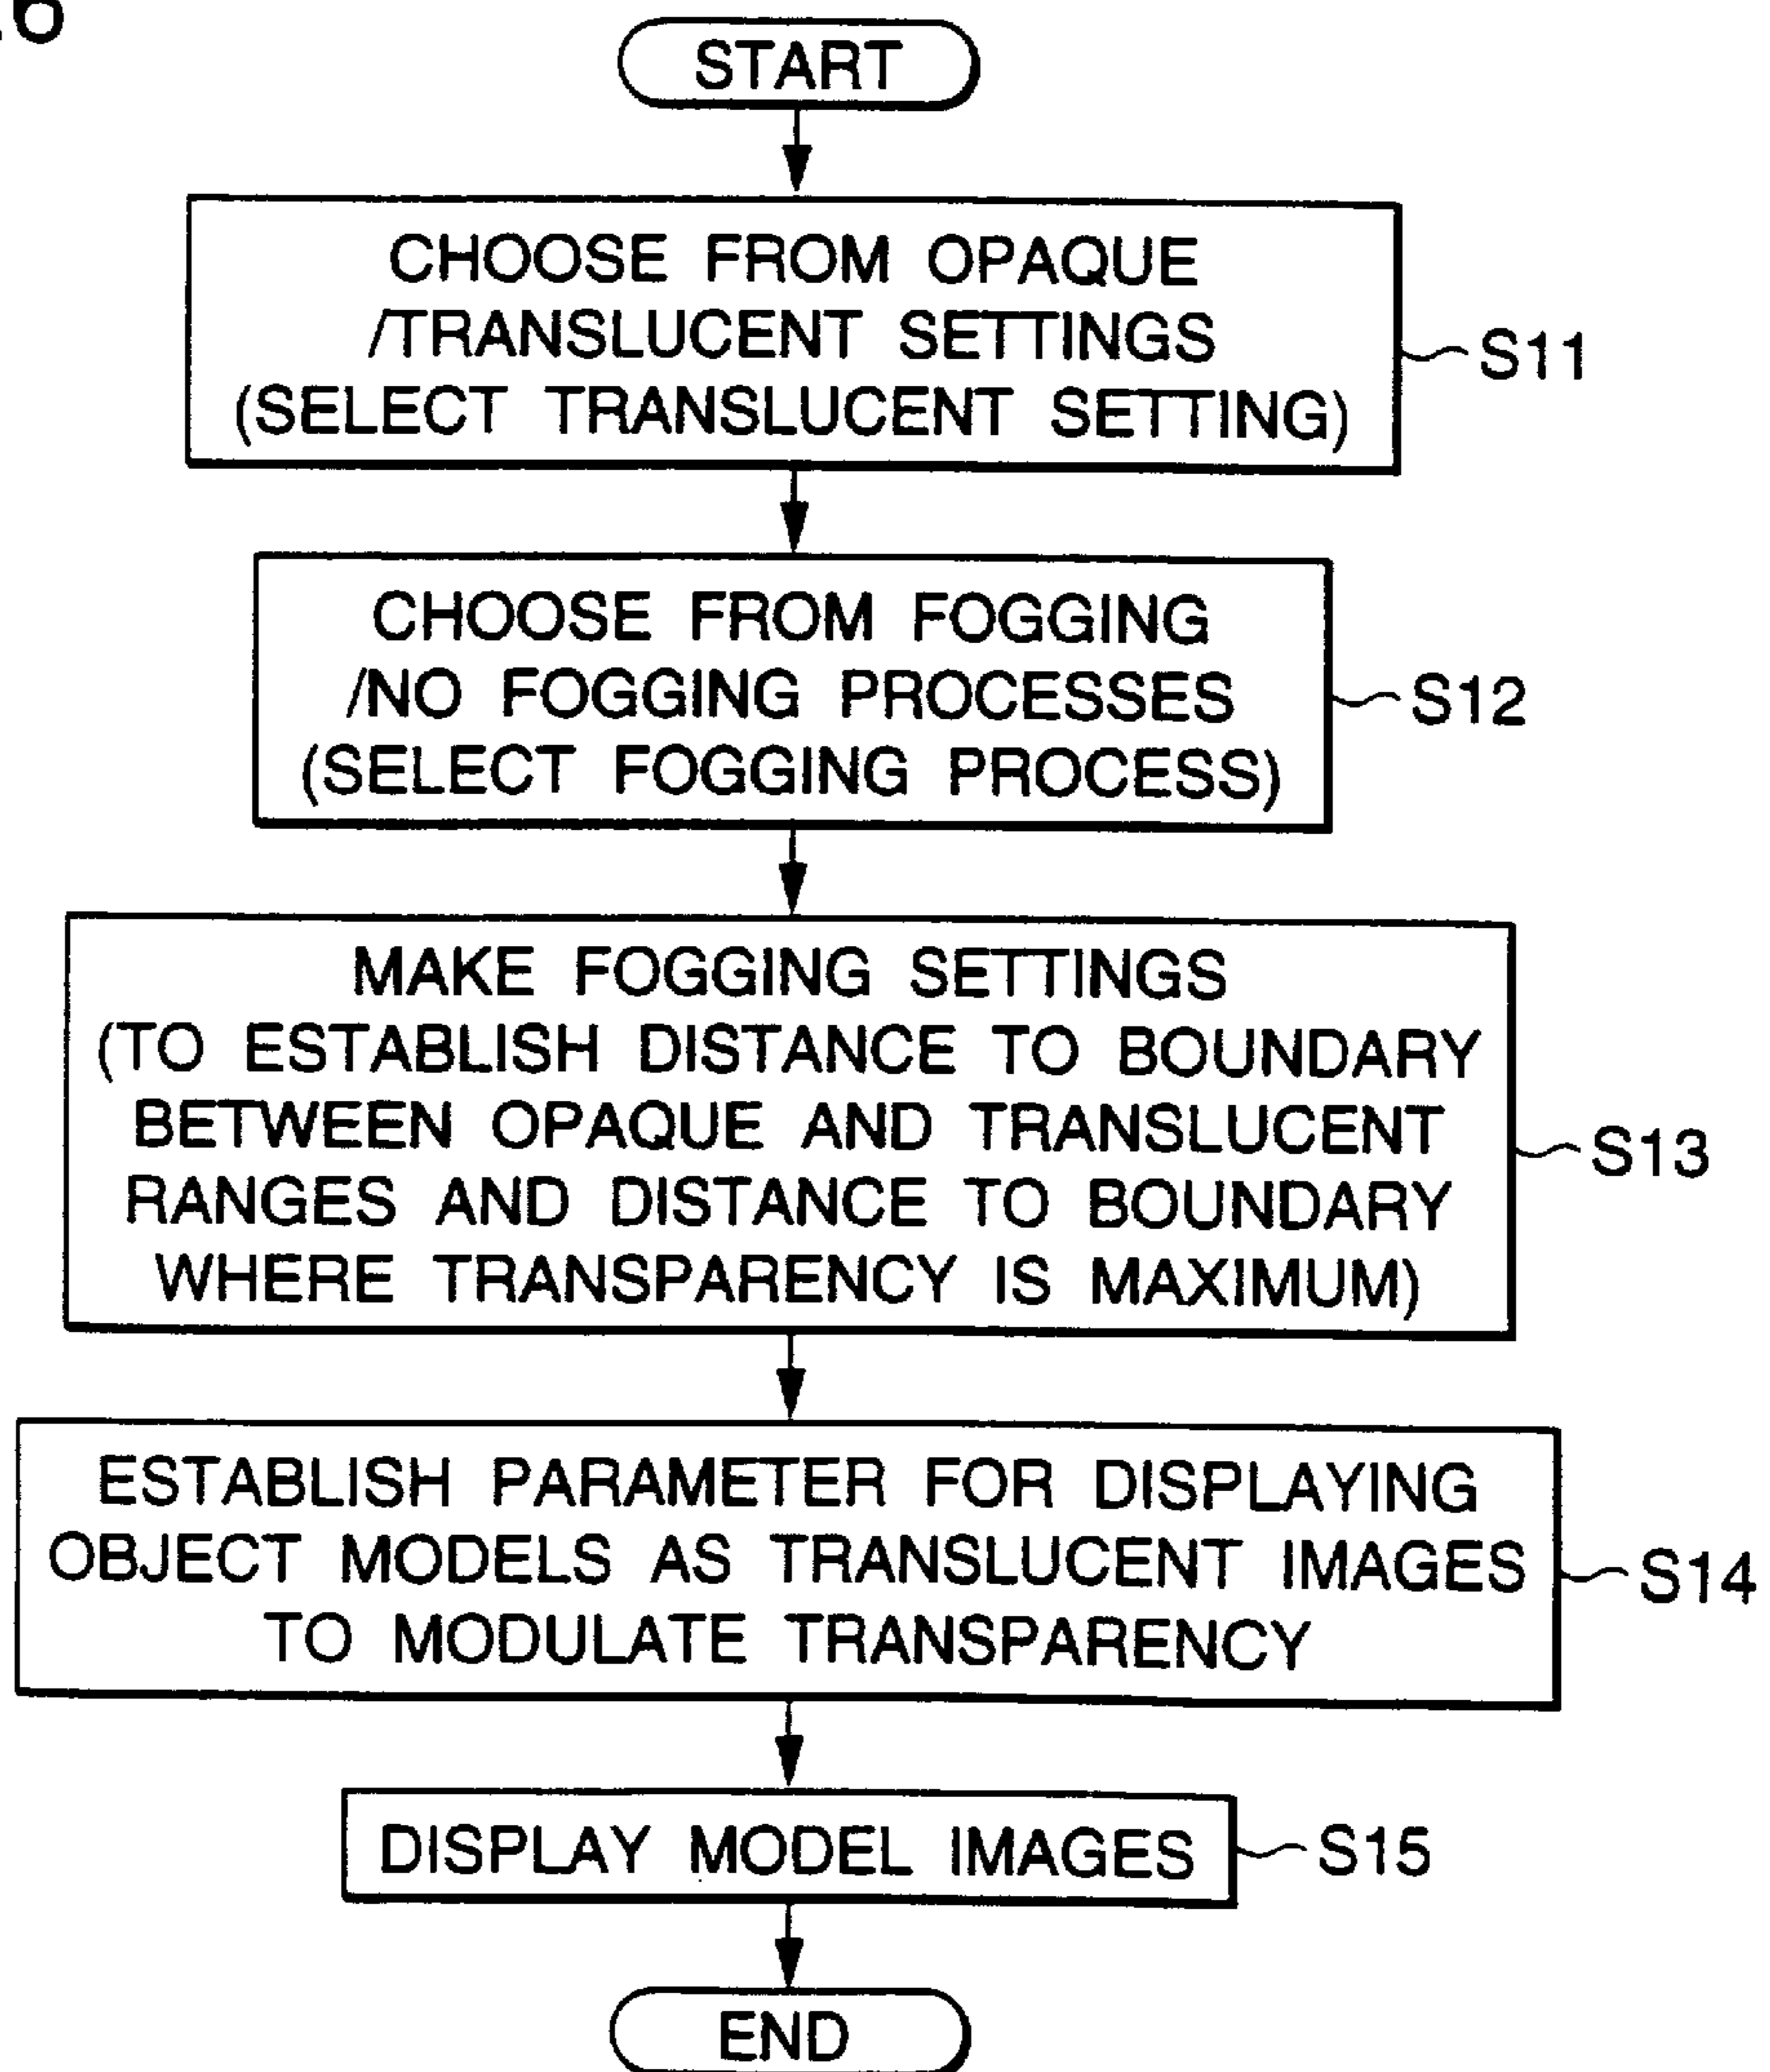 START
CHOOSE FROM OPAQUE
/TRANSLUCENT SETTINGS
(SELECT TRANSLUCENT SETTING)
S11
CHOOSE FROM FOGGING
/NO FOGGING PROCESSES
(SELECT FOGGING PROCESS)
S12
MAKE FOGGING SETTINGS
(TO ESTABLISH DISTANCE TO BOUNDARY
BETWEEN OPAQUE AND TRANSLUCENT
RANGES AND DISTANCE TO BOUNDARY
WHERE TRANSPARENCY IS MAXIMUM)
S13
ESTABLISH PARAMETER FOR DISPLAYING
OBJECT MODELS AS TRANSLUCENT IMAGES
TO MODULATE TRANSPARENCY
S14
DISPLAY MODEL IMAGES
S15
END